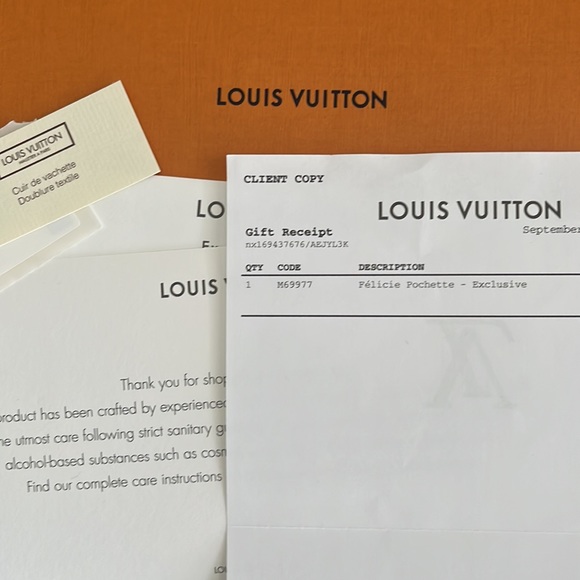 LOUIS VUITTON
LOUIS VUITTON
Cuir de vachette
Doublure textile
CLIENT COPY
LOUIS VUITTON
Gift Receipt
September
nx169437676/AEJYL3K
QTY CODE DESCRIPTION
1 M69977 Félicie Pochette - Exclusive
LO
LOUIS
Thank you for shop
product has been crafted by experienced
he utmost care following strict sanitary g
alcohol-based substances such as cosm
Find our complete care instructions
LO